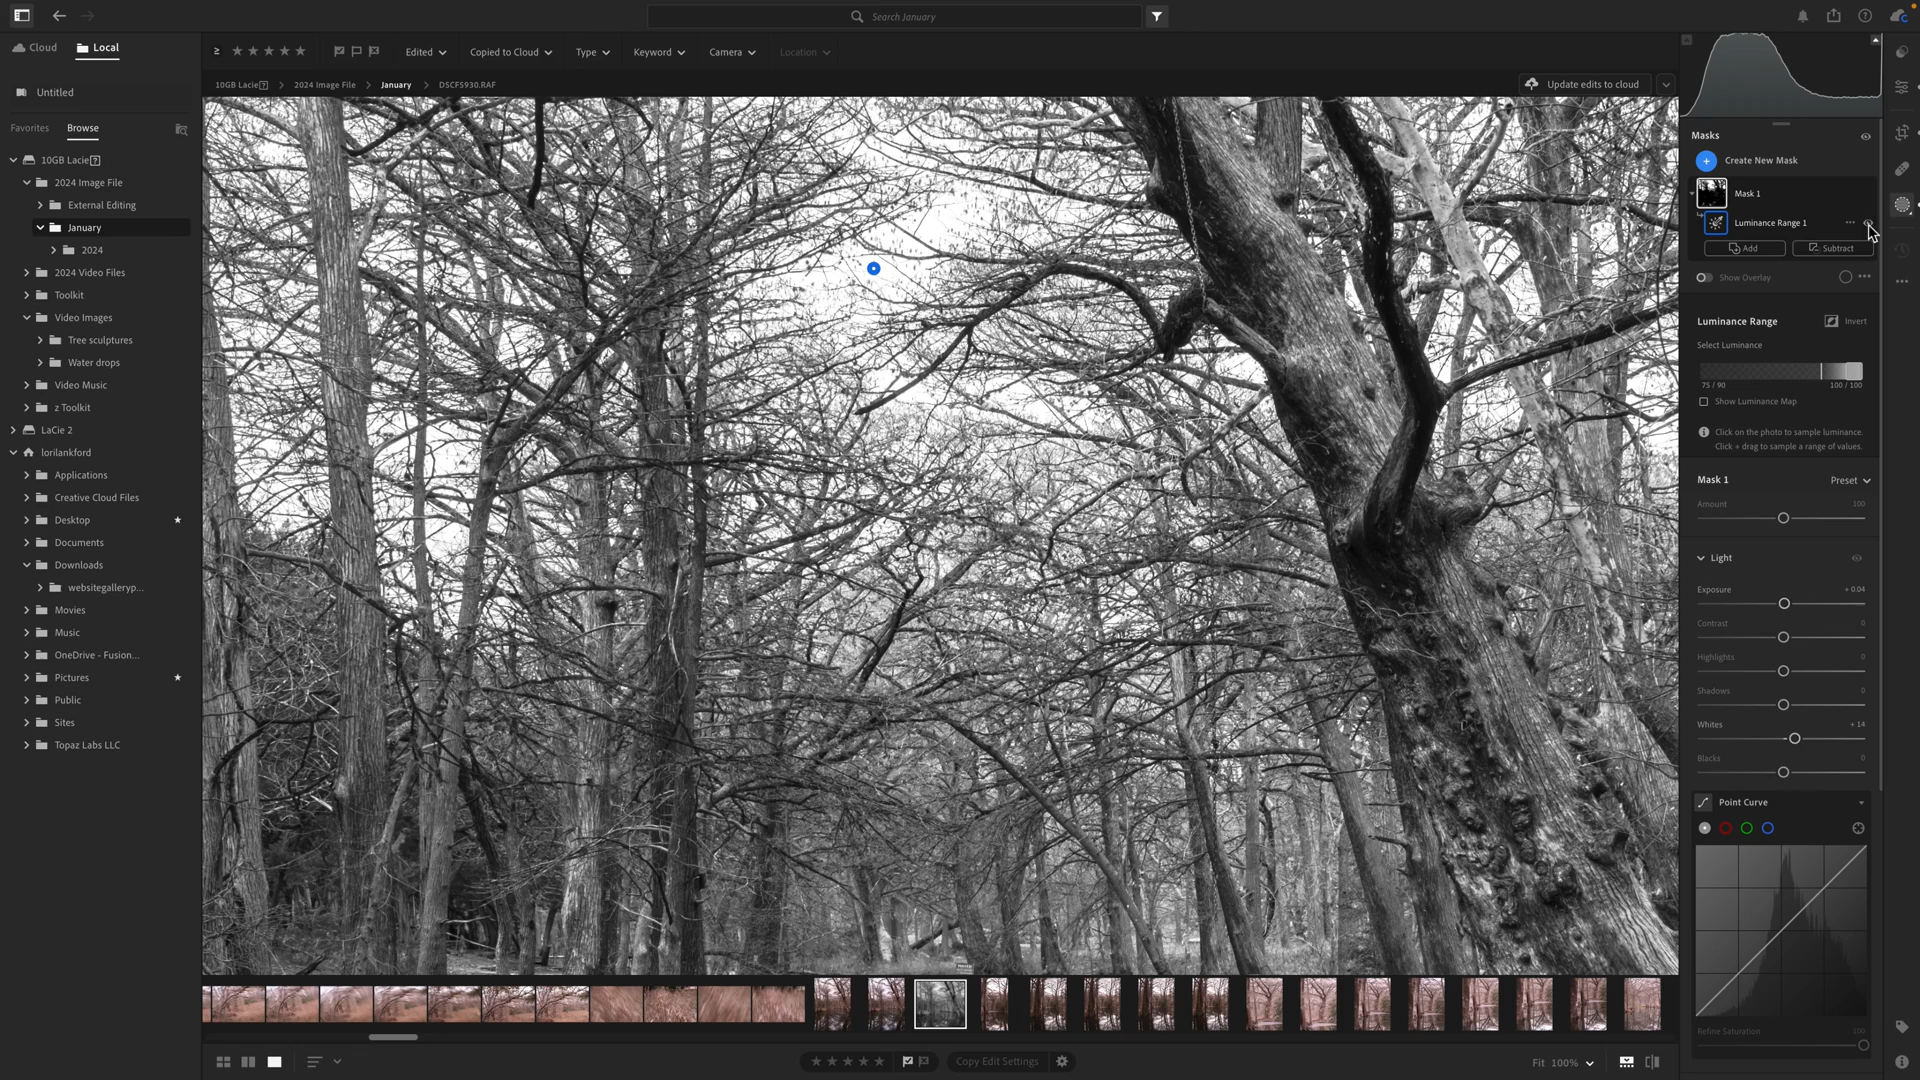 Search January
Cloud
Local
Edited
Copied to Cloud
Type
Keyword
Camera
Location
Untitled
10GB Lacie
2024 Image File
January
DSCF5930.RAF
Update edits to cloud
Favorites
Browse
10GB Lacie
2024 Image File
External Editing
January
2024
2024 Video Files
Toolkit
Video Images
Tree sculptures
Water drops
Video Music
z Toolkit
LaCie 2
lorilankford
Applications
Creative Cloud Files
Desktop
Documents
Downloads
websitegalleryp...
Movies
Music
OneDrive - Fusion...
Pictures
Public
Sites
Topaz Labs LLC
Masks
Create New Mask
Mask 1
Luminance Range 1
Add
Subtract
Show Overlay
Luminance Range
Invert
Select Luminance
75 / 90
100 / 100
Show Luminance Map
Click on the photo to sample luminance.
Click + drag to sample a range of values.
Mask 1
Preset
Amount
100
Light
Exposure
+ 0.04
Contrast
0
Highlights
0
Shadows
0
Whites
+ 14
Blacks
0
Point Curve
Refine Saturation
100
Copy Edit Settings
Fit
100%